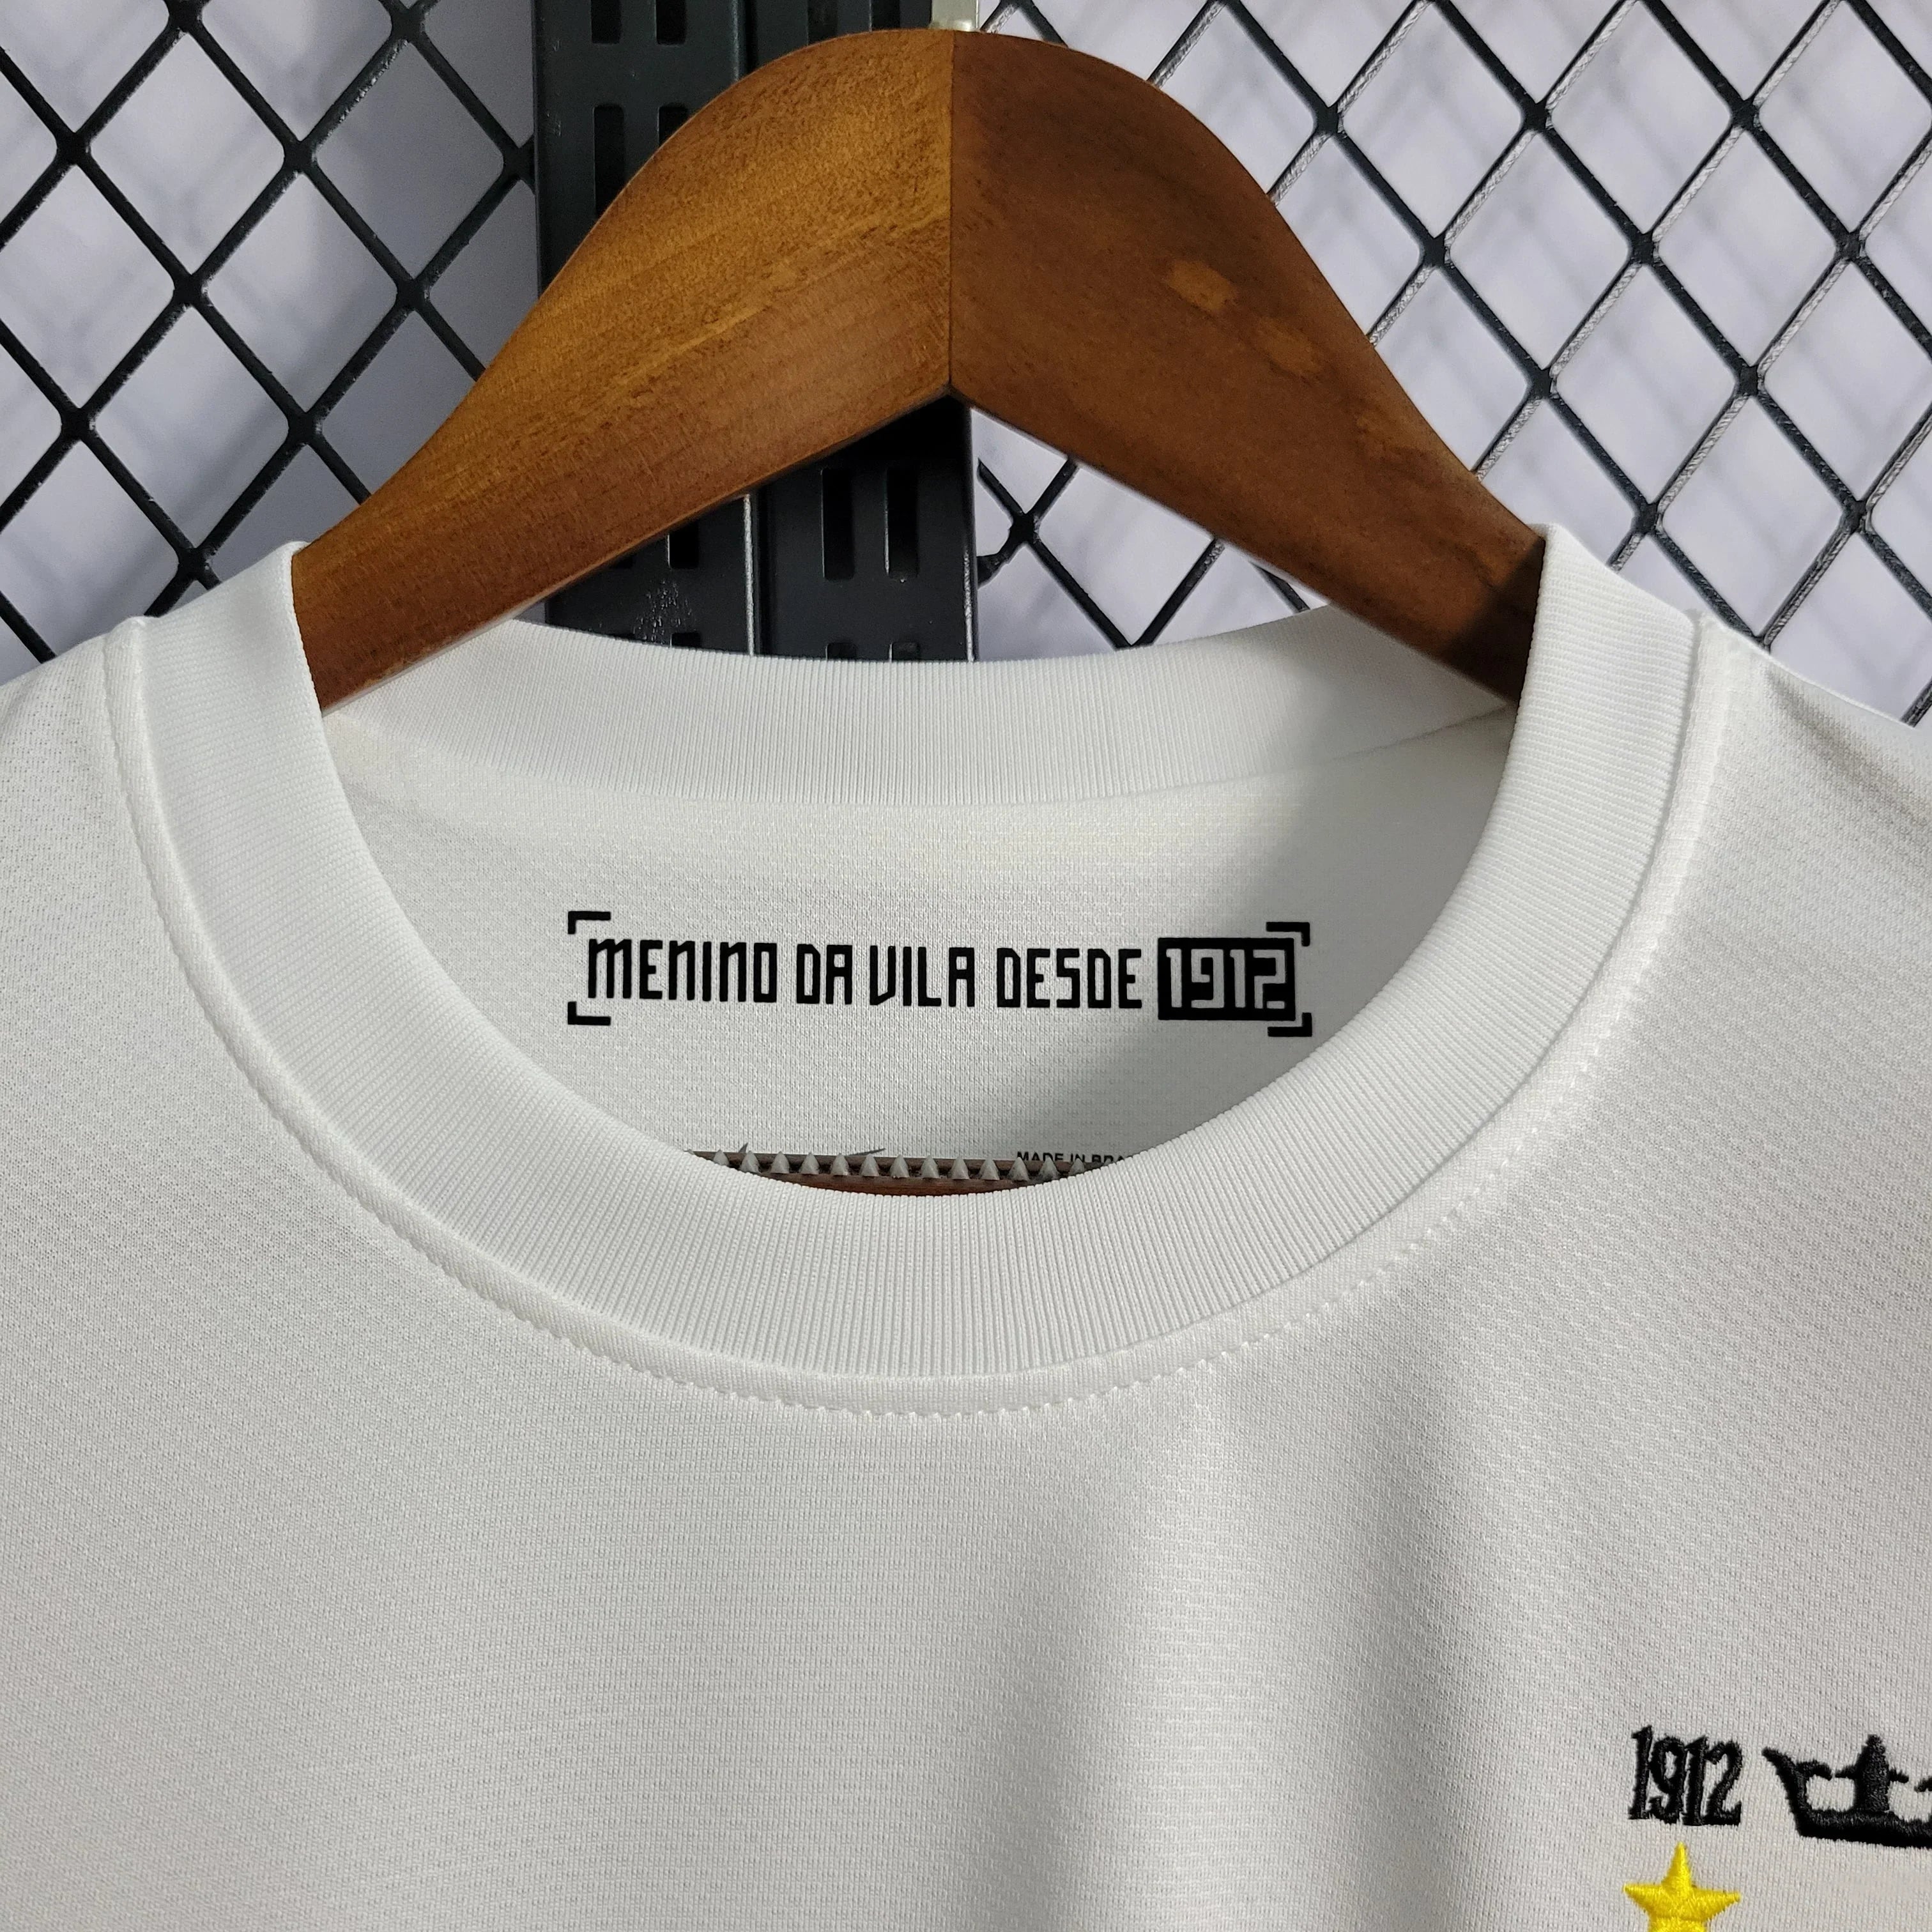 MENINO DA VILA DESDE 1912
MADE IN BRA
1912